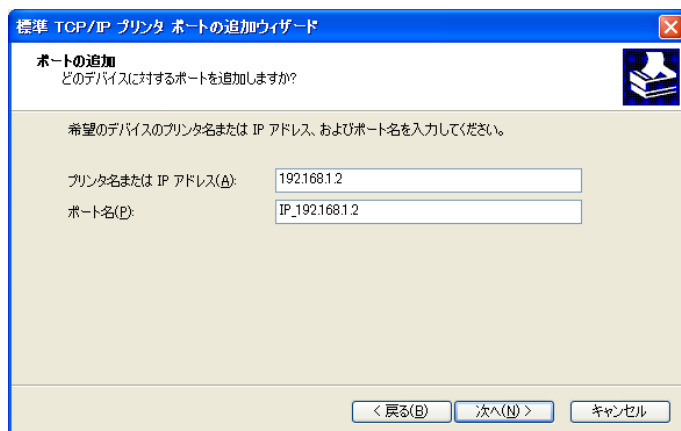 標準 TCP/IP プリンタ ポートの追加ウィザード
ポートの追加
どのデバイスに対するポートを追加しますか?
希望のデバイスのプリンタ名または IP アドレス、およびポート名を入力してください。
プリンタ名または IP アドレス(A): 192.168.1.2
ポート名(P): IP_192.168.1.2
< 戻る(B) 次へ(N) > キャンセル